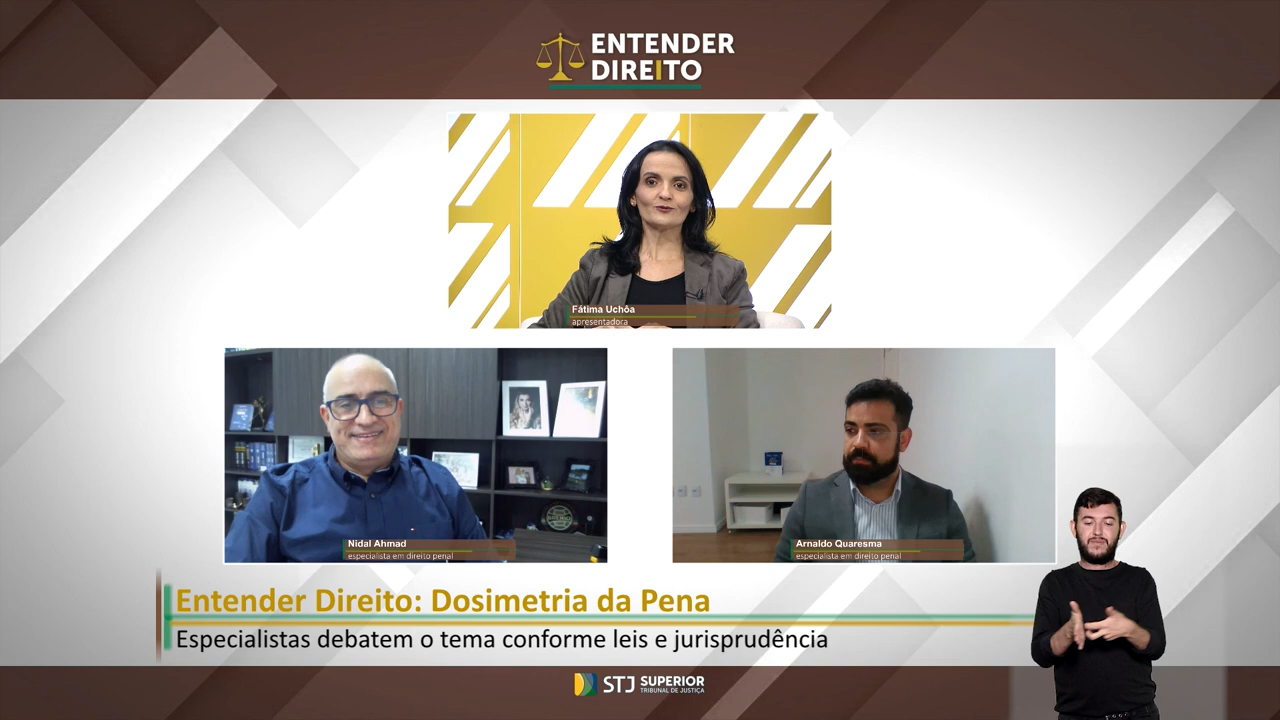 ENTENDER
DIREITO
Fátima Uchôa
apresentadora
Nidal Ahmad
especialista em direito penal
Arnaldo Quaresma
especialista em direito penal
Entender Direito: Dosimetria da Pena
Especialistas debatem o tema conforme leis e jurisprudência
STJ SUPERIOR
TRIBUNAL DE JUSTIÇA